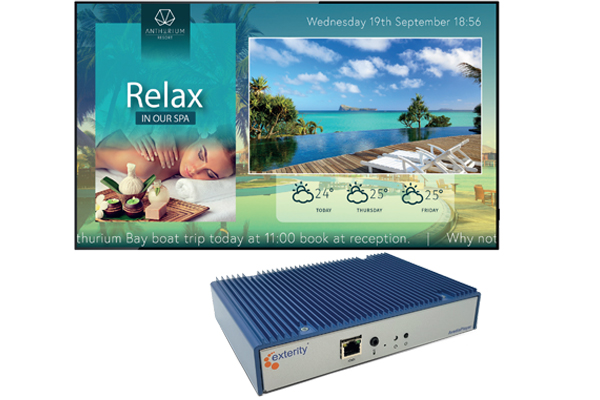 ANTHERIUM
RESORT
Wednesday 19th September 18:56
Relax
IN OUR SPA
24°
TODAY
25°
THURSDAY
25°
FRIDAY
thurium Bay boat trip today at 11:00 book at reception. | Why not
exterity